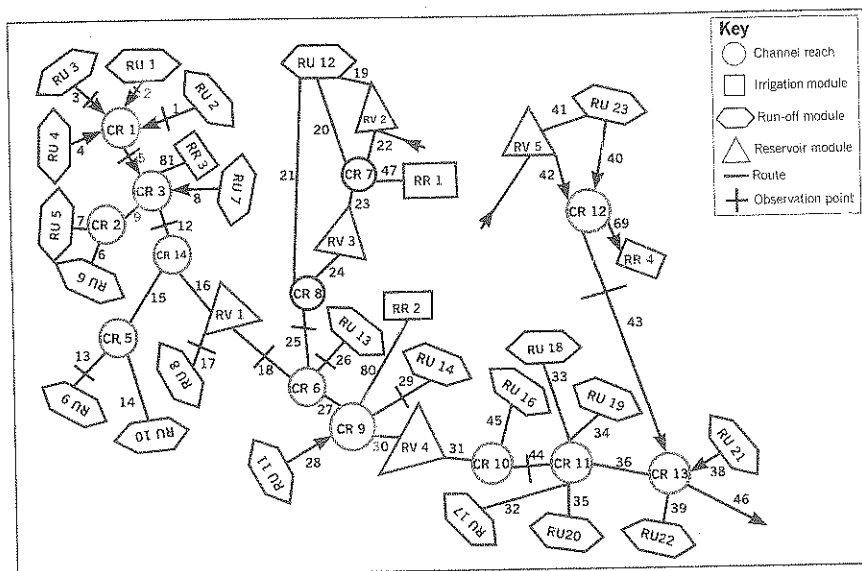 Key
Channel reach
Irrigation module
Run-off module
Reservoir module
Route
Observation point
RU 3
RU 1
RU 2
3
2
1
CR 1
RU 4
4
5
81
RR 3
CR 3
8
RU 7
RU 5
7
CR 2
9
6
RU 6
12
CR 14
15
16
RV 1
CR 5
13
RU 9
14
RU 10
RU 8
17
18
RU 12
19
RV 2
20
21
22
CR 7
47
RR 1
23
RV 3
24
CR 8
25
RU 13
26
RR 2
80
CR 6
27
29
RU 14
CR 9
28
RU 11
30
RV 4
31
RU 16
45
CR 10
44
RU 18
33
RU 19
34
CR 11
32
RU 17
35
RU20
36
41
RU 23
RV 5
42
40
CR 12
69
RR 4
43
CR 13
RU 21
38
39
RU22
46